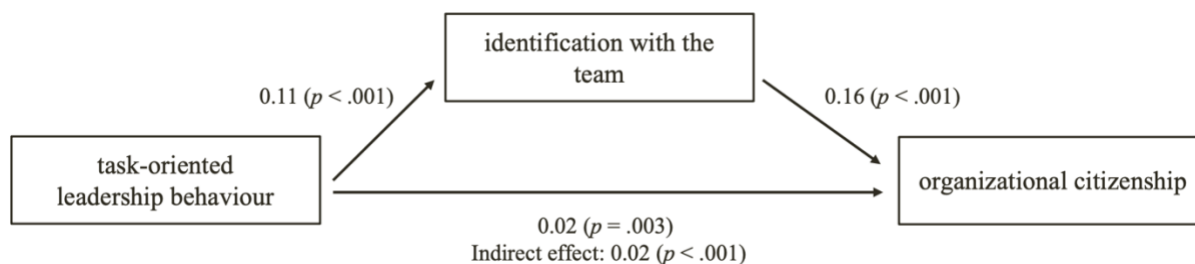 identification with the
team
0.11 (p < .001)
0.16 (p < .001)
task-oriented
leadership behaviour
organizational citizenship
0.02 (p = .003)
Indirect effect: 0.02 (p < .001)